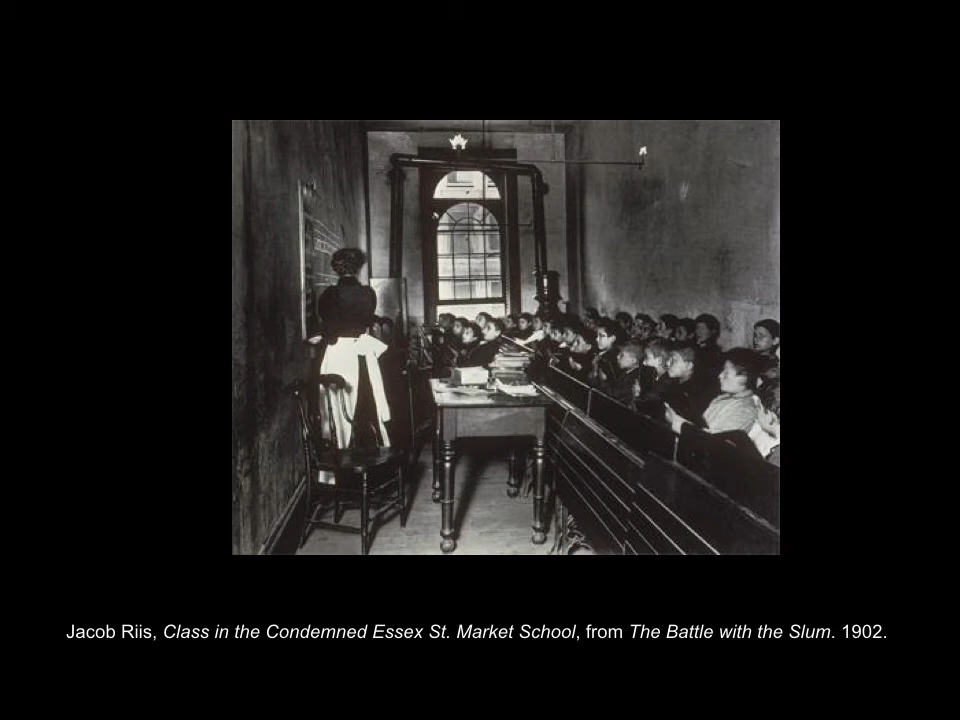 Jacob Riis, Class in the Condemned Essex St. Market School, from The Battle with the Slum. 1902.